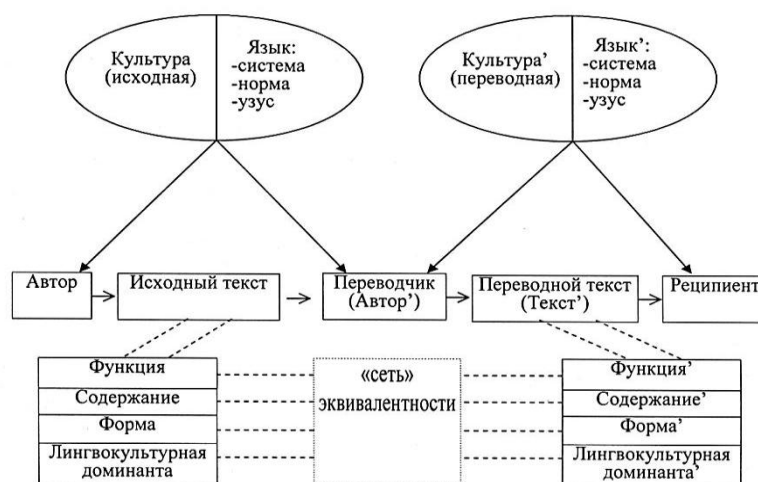 Культура
(исходная)
Язык:
-система
-норма
-узус
Культура’
(переводная)
Язык’:
-система
-норма
-узус
Автор
Исходный текст
Переводчик
(Автор’)
Переводной текст
(Текст’)
Реципиент
Функция
Содержание
Форма
Лингвокультурная
доминанта
«сеть»
эквивалентности
Функция’
Содержание’
Форма’
Лингвокультурная
доминанта’